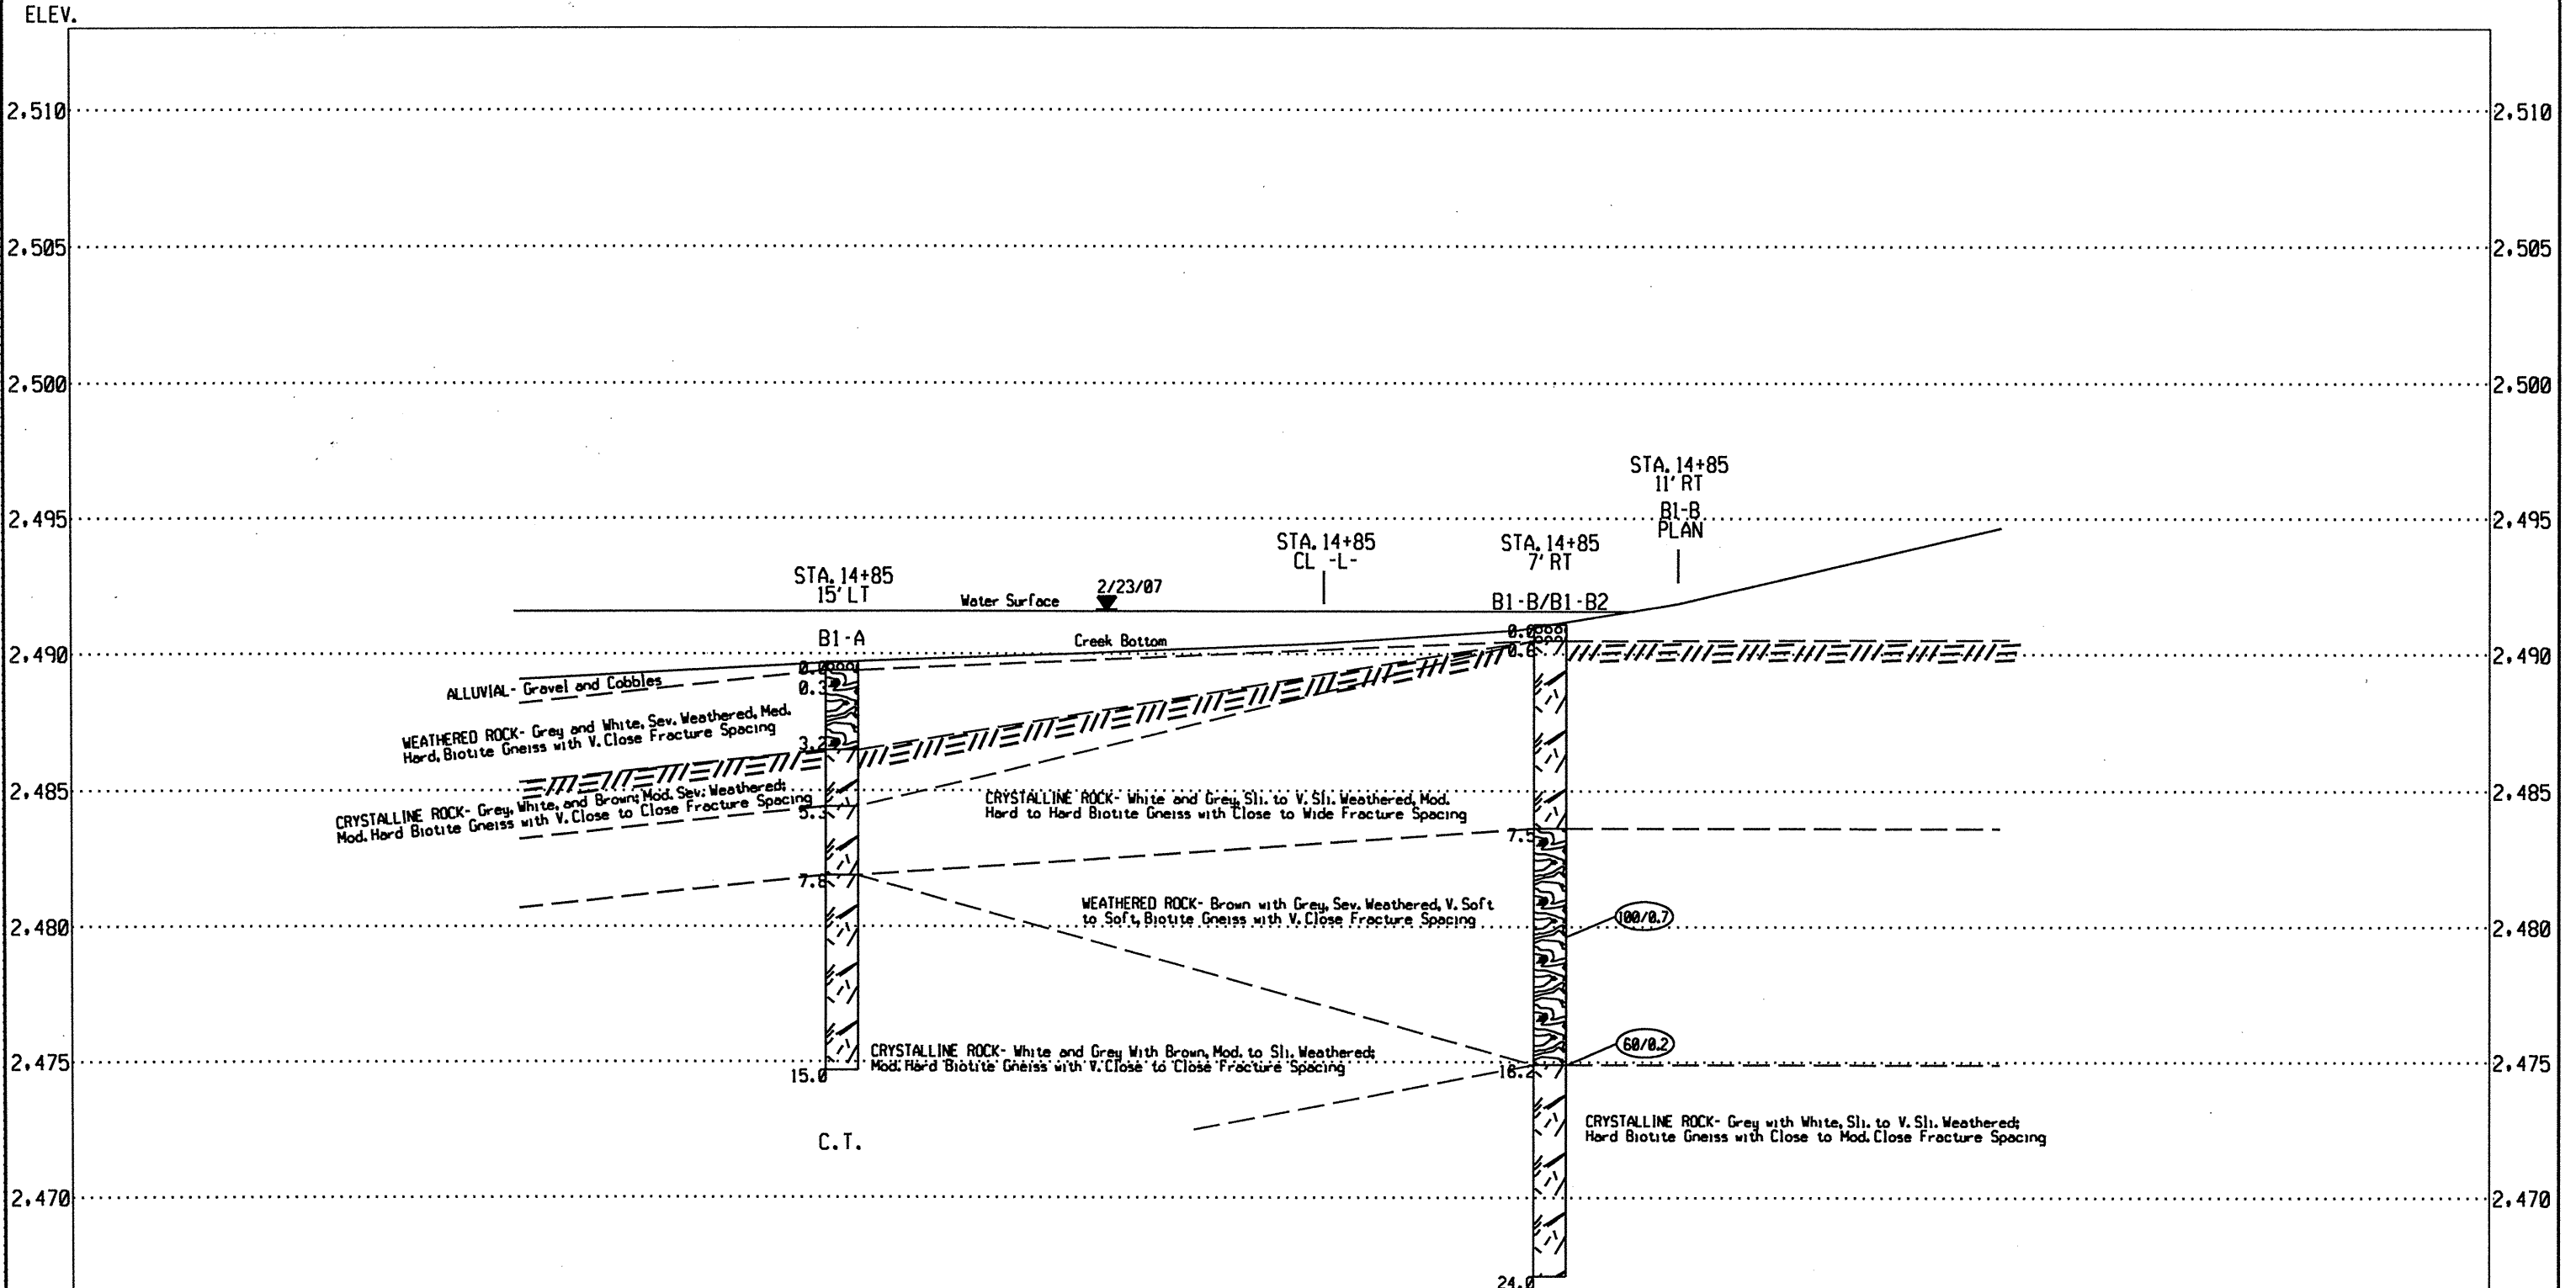 ELEV.
2,510
2,510
2,505
2,505
2,500
2,500
STA. 14+85
11' RT
B1-B
PLAN
2,495
2,495
STA. 14+85
CL -L-
STA. 14+85
7' RT
STA. 14+85
15' LT
2/23/07
Water Surface
B1-B/B1-B2
B1-A
Creek Bottom
0.0
2,490
2,490
0.6
0.0
0.3
ALLUVIAL- Gravel and Cobbles
WEATHERED ROCK- Grey and White, Sev. Weathered, Med.
Hard, Biotite Gneiss with V. Close Fracture Spacing
3.2
2,485
2,485
CRYSTALLINE ROCK- Grey, White, and Brown; Mod. Sev. Weathered;
Mod. Hard Biotite Gneiss with V. Close to Close Fracture Spacing
5.3
CRYSTALLINE ROCK- White and Grey, Sli. to V. Sli. Weathered, Mod.
Hard to Hard Biotite Gneiss with Close to Wide Fracture Spacing
7.5
7.8
WEATHERED ROCK- Brown with Grey, Sev. Weathered, V. Soft
to Soft, Biotite Gneiss with V. Close Fracture Spacing
100/0.7
2,480
2,480
60/0.2
CRYSTALLINE ROCK- White and Grey With Brown, Mod. to Sli. Weathered;
Mod. Hard Biotite Gneiss with V. Close to Close Fracture Spacing
2,475
2,475
15.0
16.2
CRYSTALLINE ROCK- Grey with White, Sli. to V. Sli. Weathered;
Hard Biotite Gneiss with Close to Mod. Close Fracture Spacing
C.T.
2,470
2,470
24.0